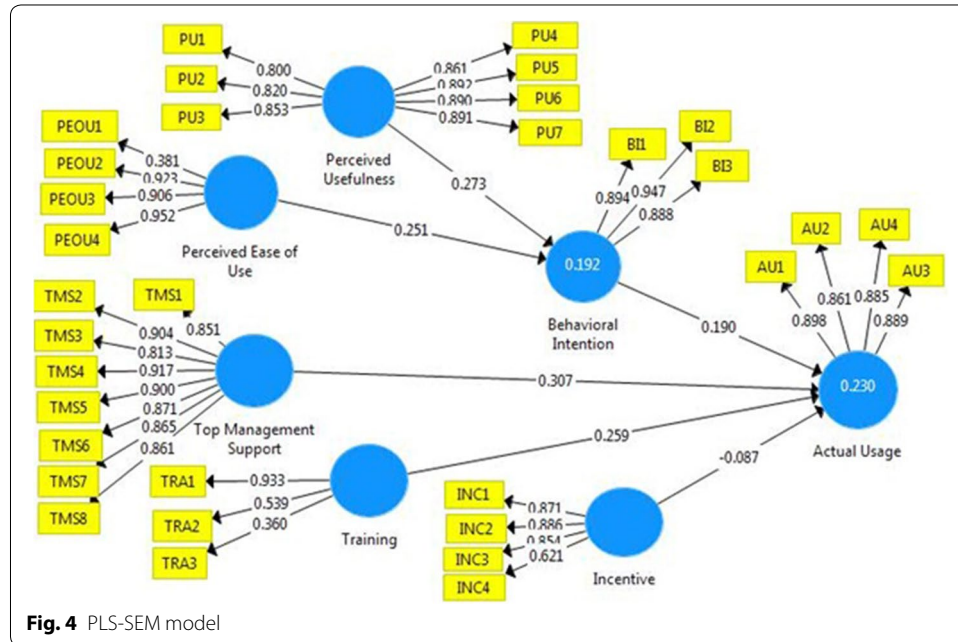 PU1
PU2
PU3
0.800
0.820
0.853
PU4
PU5
PU6
PU7
0.861
0.892
0.890
0.891
Perceived
Usefulness
PEOU1
PEOU2
PEOU3
PEOU4
0.381
0.923
0.906
0.952
Perceived Ease of
Use
0.273
0.251
BI1
BI2
BI3
0.894
0.947
0.888
0.192
Behavioral
Intention
AU1
AU2
AU4
AU3
0.898
0.861
0.885
0.889
0.190
0.230
Actual Usage
TMS2
TMS1
TMS3
TMS4
TMS5
TMS6
TMS7
TMS8
0.851
0.904
0.813
0.917
0.900
0.871
0.865
0.861
Top Management
Support
0.307
TRA1
TRA2
TRA3
0.933
0.539
0.360
Training
0.259
INC1
INC2
INC3
INC4
0.871
0.886
0.854
0.621
Incentive
-0.087
Fig. 4 PLS-SEM model